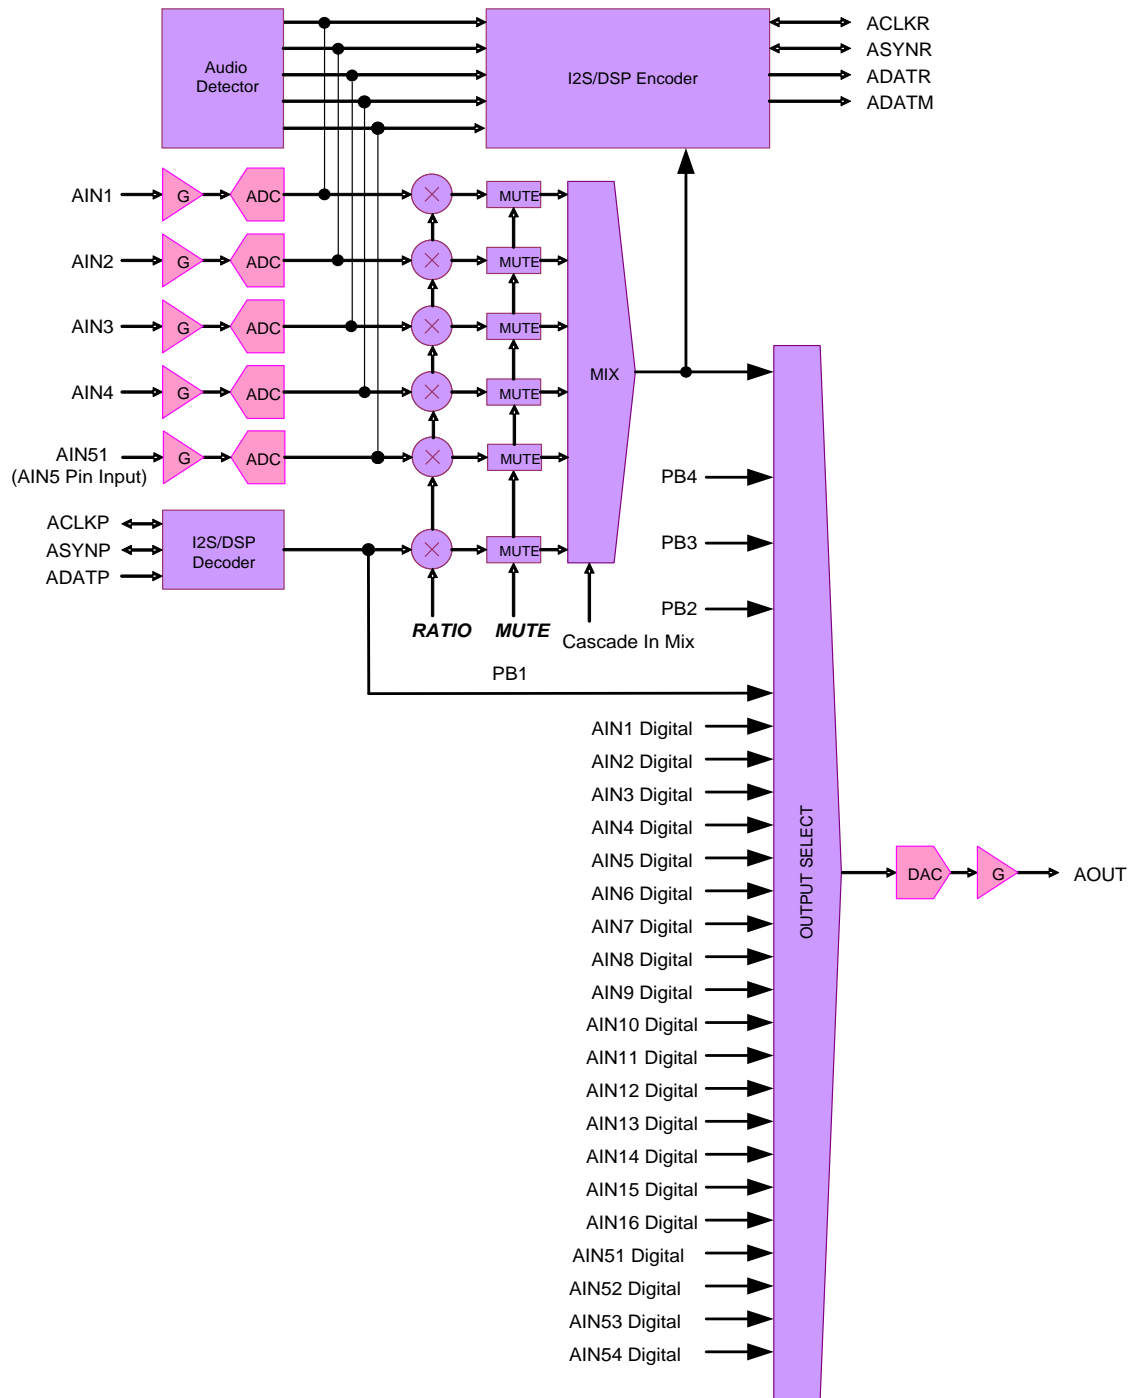 Audio
Detector
I2S/DSP Encoder
ACLKR
ASYNR
ADATR
ADATM
AIN1
G
ADC
MUTE
AIN2
G
ADC
MUTE
AIN3
G
ADC
MUTE
AIN4
G
ADC
MUTE
AIN51
(AIN5 Pin Input)
G
ADC
MUTE
MIX
ACLKP
ASYNP
ADATP
I2S/DSP
Decoder
MUTE
RATIO
MUTE
Cascade In Mix
PB4
PB3
PB2
PB1
AIN1 Digital
AIN2 Digital
AIN3 Digital
AIN4 Digital
AIN5 Digital
AIN6 Digital
AIN7 Digital
AIN8 Digital
AIN9 Digital
AIN10 Digital
AIN11 Digital
AIN12 Digital
AIN13 Digital
AIN14 Digital
AIN15 Digital
AIN16 Digital
AIN51 Digital
AIN52 Digital
AIN53 Digital
AIN54 Digital
OUTPUT SELECT
DAC
G
AOUT